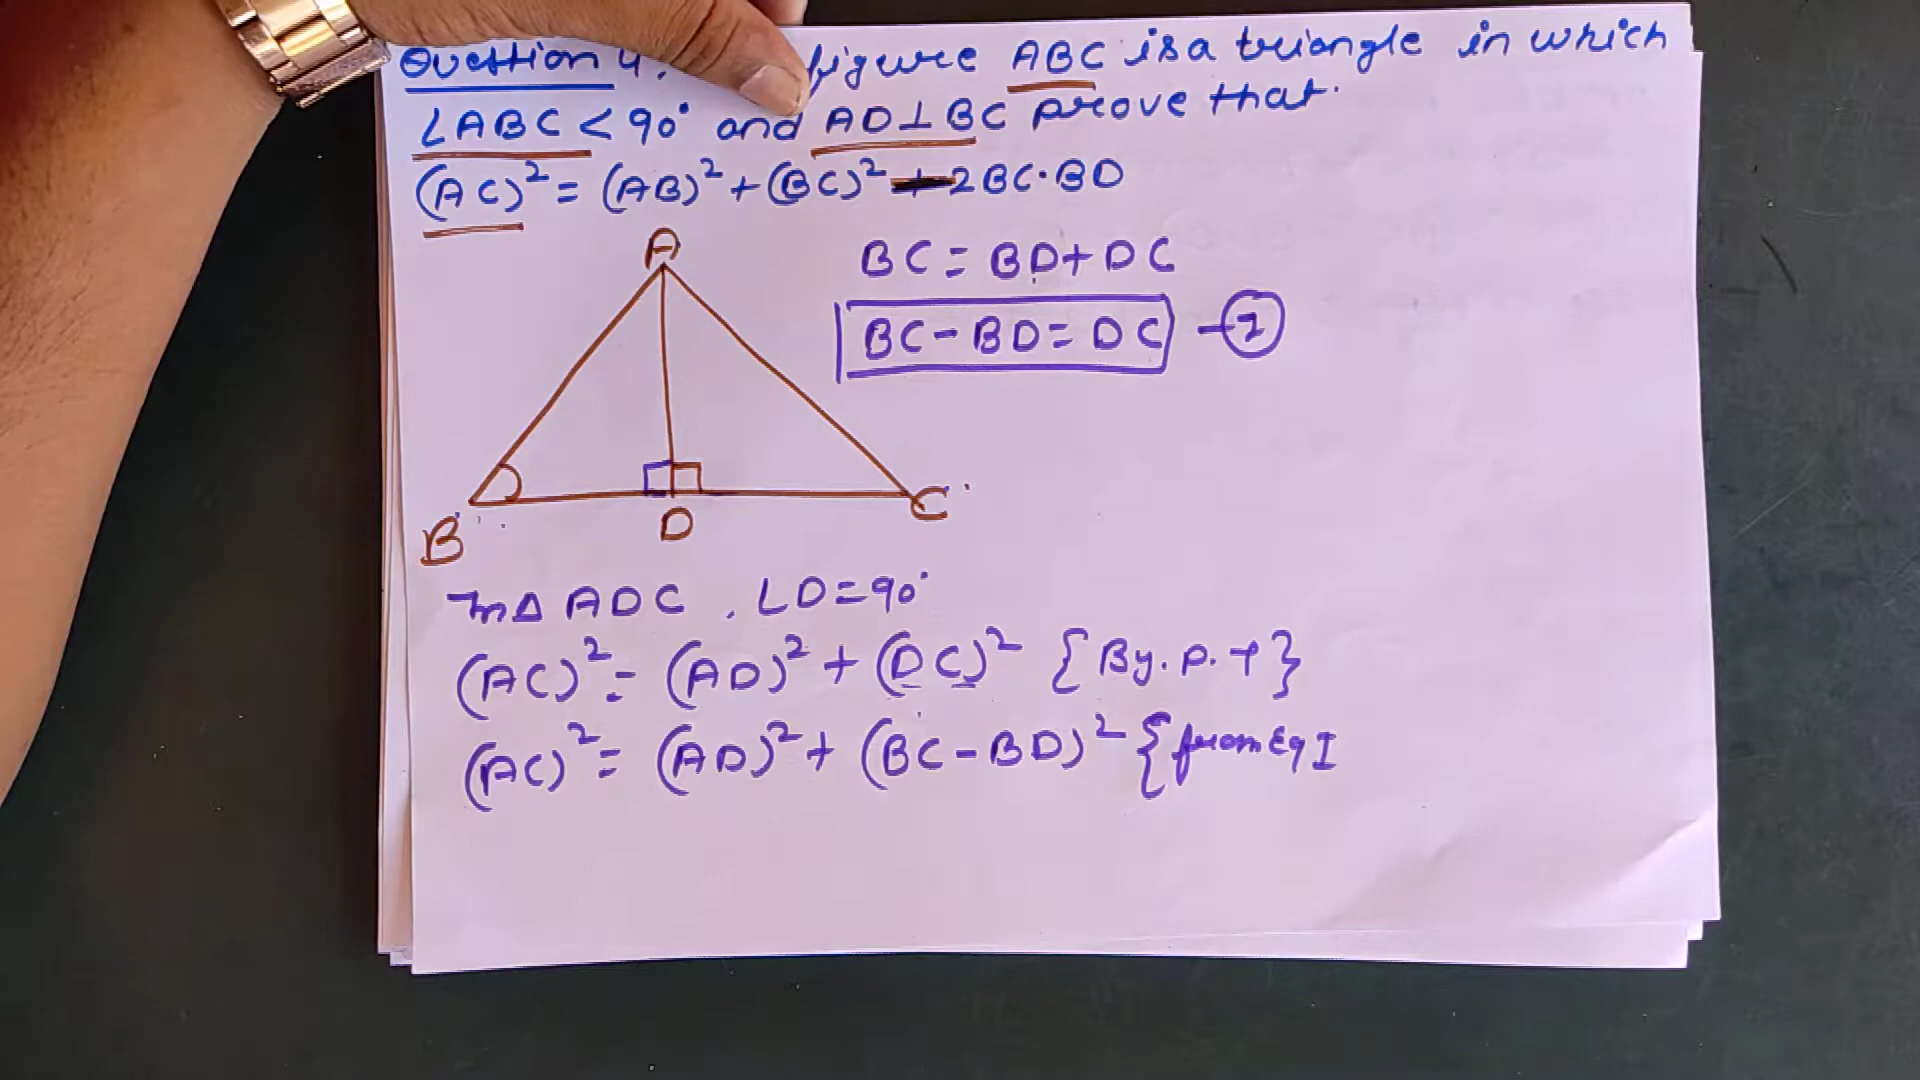 Question 4. figure ABC is a triangle in which
∠ABC < 90° and AD⊥BC prove that.
(AC)² = (AB)² + (BC)² - 2BC·BD
A
BC = BD + DC
BC - BD = DC - ①
B D C
In Δ ADC, ∠D = 90°
(AC)² = (AD)² + (DC)² {By. P. T}
(AC)² = (AD)² + (BC - BD)² {from Eq I